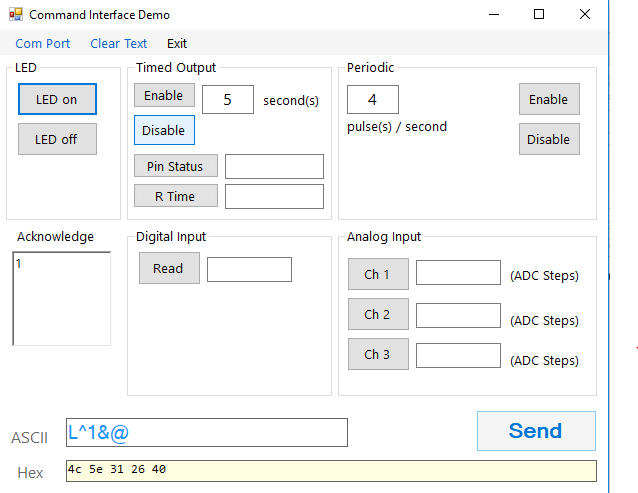 Command Interface Demo
Com Port Clear Text Exit
LED
LED on
LED off
Timed Output
Enable 5 second(s)
Disable
Pin Status
R Time
Periodic
4 Enable
pulse(s) / second
Disable
Acknowledge
1
Digital Input
Read
Analog Input
Ch 1 (ADC Steps)
Ch 2 (ADC Steps)
Ch 3 (ADC Steps)
ASCII L^1&@ Send
Hex 4c 5e 31 26 40